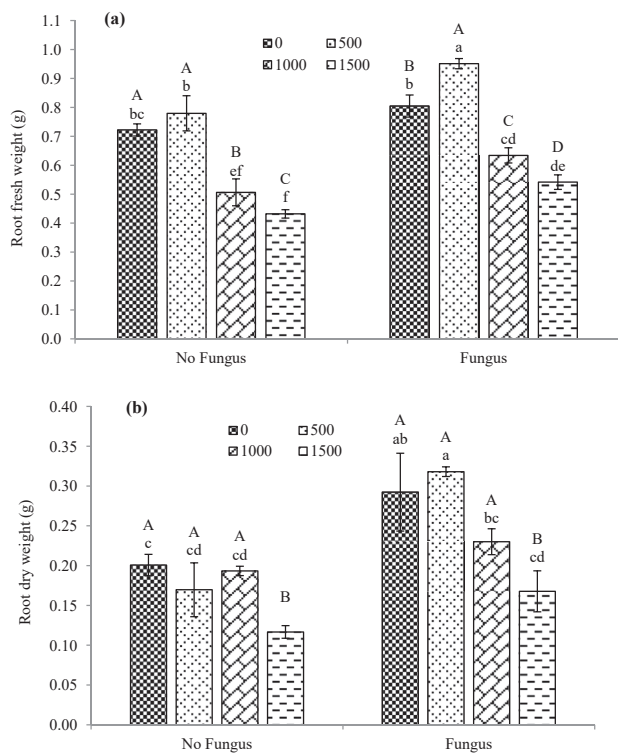 (a)
1.1
1.0
0.9
0.8
0.7
0.6
0.5
0.4
0.3
0.2
0.1
0.0
Root fresh weight (g)
0 500
1000 1500
A
bc
A
b
B
ef
C
f
B
b
A
a
C
cd
D
de
No Fungus Fungus
(b)
0.40
0.35
0.30
0.25
0.20
0.15
0.10
0.05
0.00
Root dry weight (g)
0 500
1000 1500
A
c
A
cd
A
cd
B
A
ab
A
a
A
bc
B
cd
No Fungus Fungus